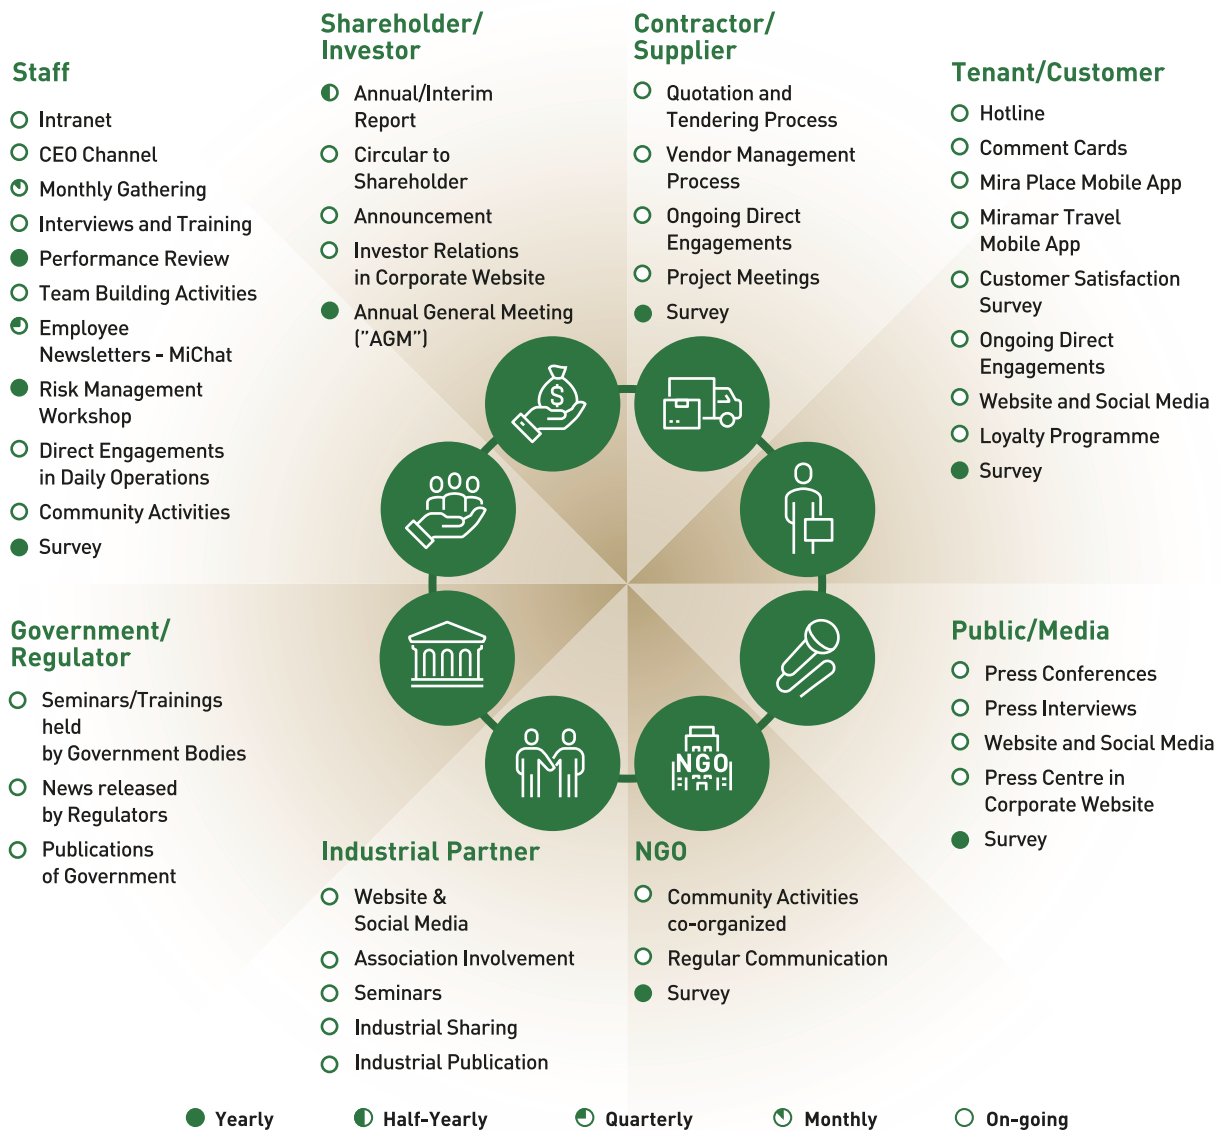 Staff
Intranet
CEO Channel
Monthly Gathering
Interviews and Training
Performance Review
Team Building Activities
Employee
Newsletters - MiChat
Risk Management
Workshop
Direct Engagements
in Daily Operations
Community Activities
Survey
Shareholder/
Investor
Annual/Interim
Report
Circular to
Shareholder
Announcement
Investor Relations
in Corporate Website
Annual General Meeting
("AGM")
Contractor/
Supplier
Quotation and
Tendering Process
Vendor Management
Process
Ongoing Direct
Engagements
Project Meetings
Survey
Tenant/Customer
Hotline
Comment Cards
Mira Place Mobile App
Miramar Travel
Mobile App
Customer Satisfaction
Survey
Ongoing Direct
Engagements
Website and Social Media
Loyalty Programme
Survey
$
NGO
Government/
Regulator
Seminars/Trainings
held
by Government Bodies
News released
by Regulators
Publications
of Government
Industrial Partner
Website &
Social Media
Association Involvement
Seminars
Industrial Sharing
Industrial Publication
NGO
Community Activities
co-organized
Regular Communication
Survey
Public/Media
Press Conferences
Press Interviews
Website and Social Media
Press Centre in
Corporate Website
Survey
Yearly Half-Yearly Quarterly Monthly On-going